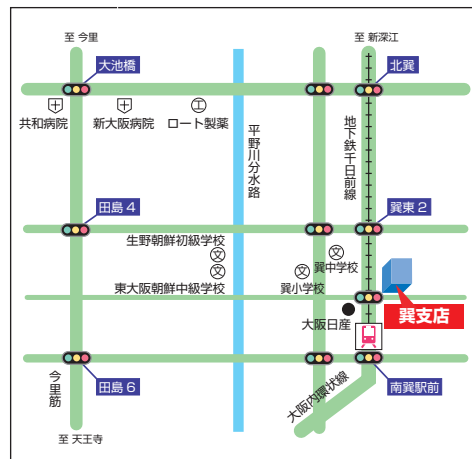 至 今里
至 新深江
大池橋
北巽
共和病院
新大阪病院
工
ロート製薬
平野川分水路
地下鉄千日前線
田島4
巽東2
生野朝鮮初級学校
文
文
東大阪朝鮮中級学校
文
巽中学校
文
巽小学校
大阪日産
巽支店
今里筋
田島6
大阪内環状線
南巽駅前
至 天王寺